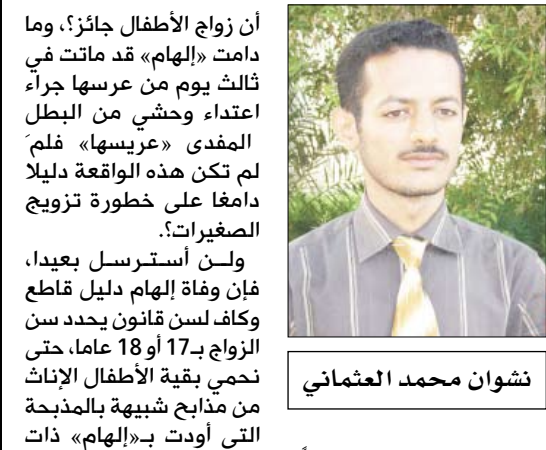 نشوان محمد العثماني
أن زواج الأطفال جائز؟، وما
دامت «إلهام» قد ماتت في
ثالث يوم من عرسها جراء
اعتداء وحشي من البطل
المفدى «عريسها» فلمَ
لم تكن هذه الواقعة دليلا
دامغا على خطورة تزويج
الصغيرات؟.
ولــن أسـتـرسـل بعيدا،
فإن وفاة إلهام دليل قاطع
وكاف لسن قانون يحدد سن
الزواج بـ17 أو 18 عاما، حتى
نحمي بقية الأطفال الإناث
من مذابح شبيهة بالمذبحة
التي أودت بـ«إلهام» ذات